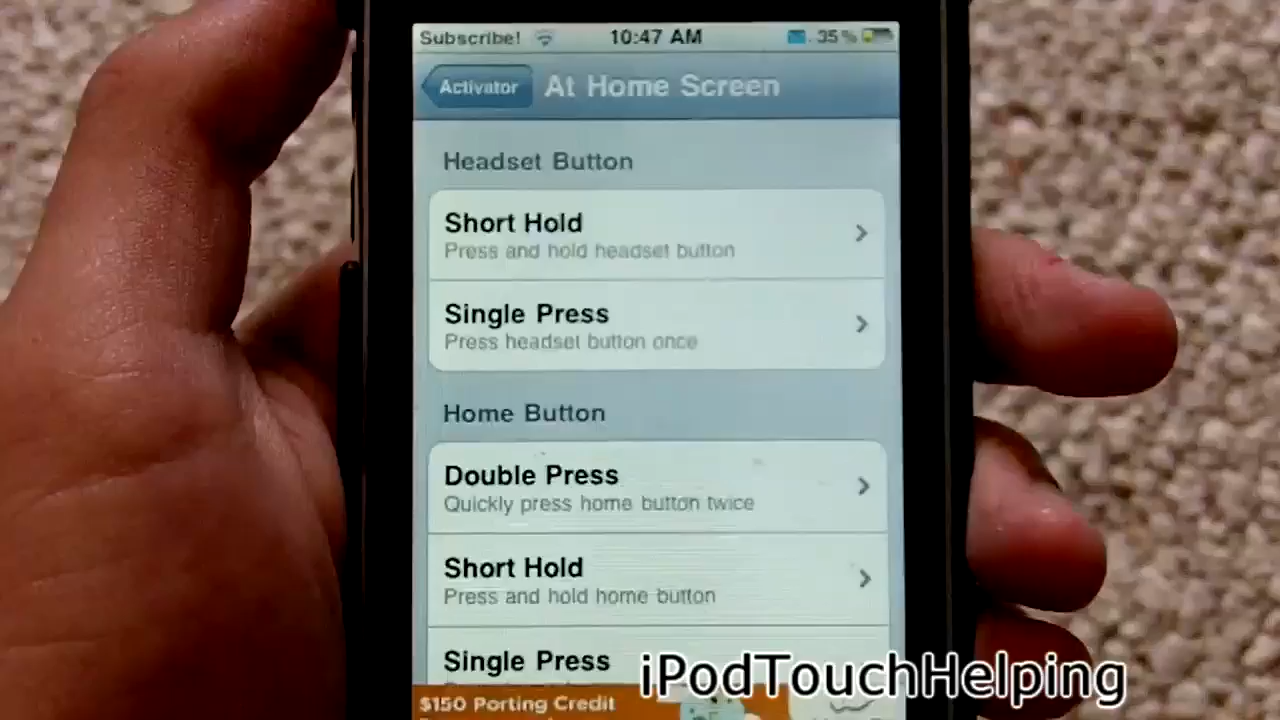 Subscribe! 10:47 AM 35%
Activator At Home Screen
Headset Button
Short Hold
Press and hold headset button
Single Press
Press headset button once
Home Button
Double Press
Quickly press home button twice
Short Hold
Press and hold home button
Single Press
iPodTouchHelping
$150 Porting Credit